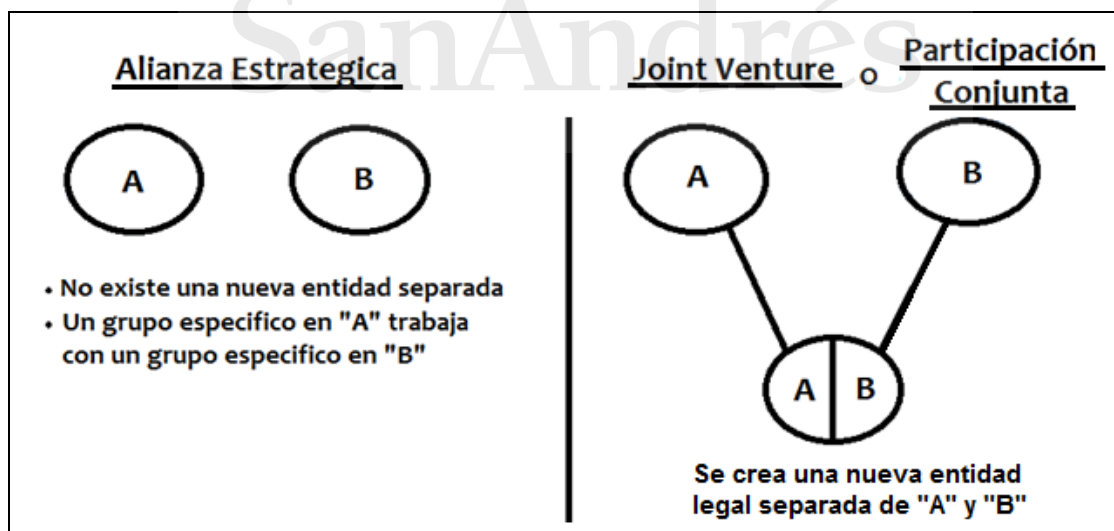 SanAndrés
Alianza Estrategica
A
B
• No existe una nueva entidad separada
• Un grupo especifico en "A" trabaja
con un grupo especifico en "B"
Joint Venture o Participación
Conjunta
A
B
A
B
Se crea una nueva entidad
legal separada de "A" y "B"